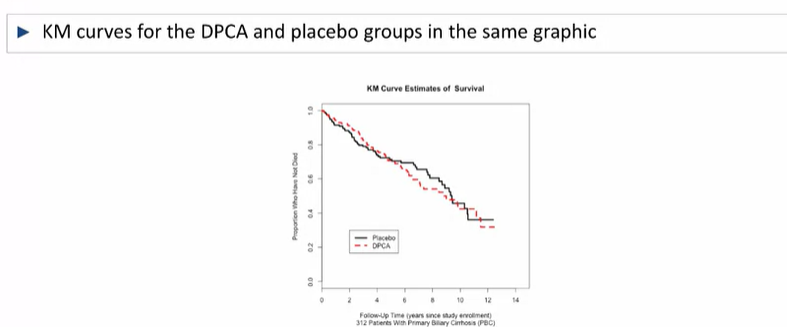 KM curves for the DPCA and placebo groups in the same graphic
KM Curve Estimates of Survival
Proportion Who Have Not Died
1.0
0.8
0.6
0.4
0.2
0.0
Placebo
DPCA
0 2 4 6 8 10 12 14
Follow-Up Time (years since study enrollment)
312 Patients With Primary Biliary Cirrhosis (PBC)